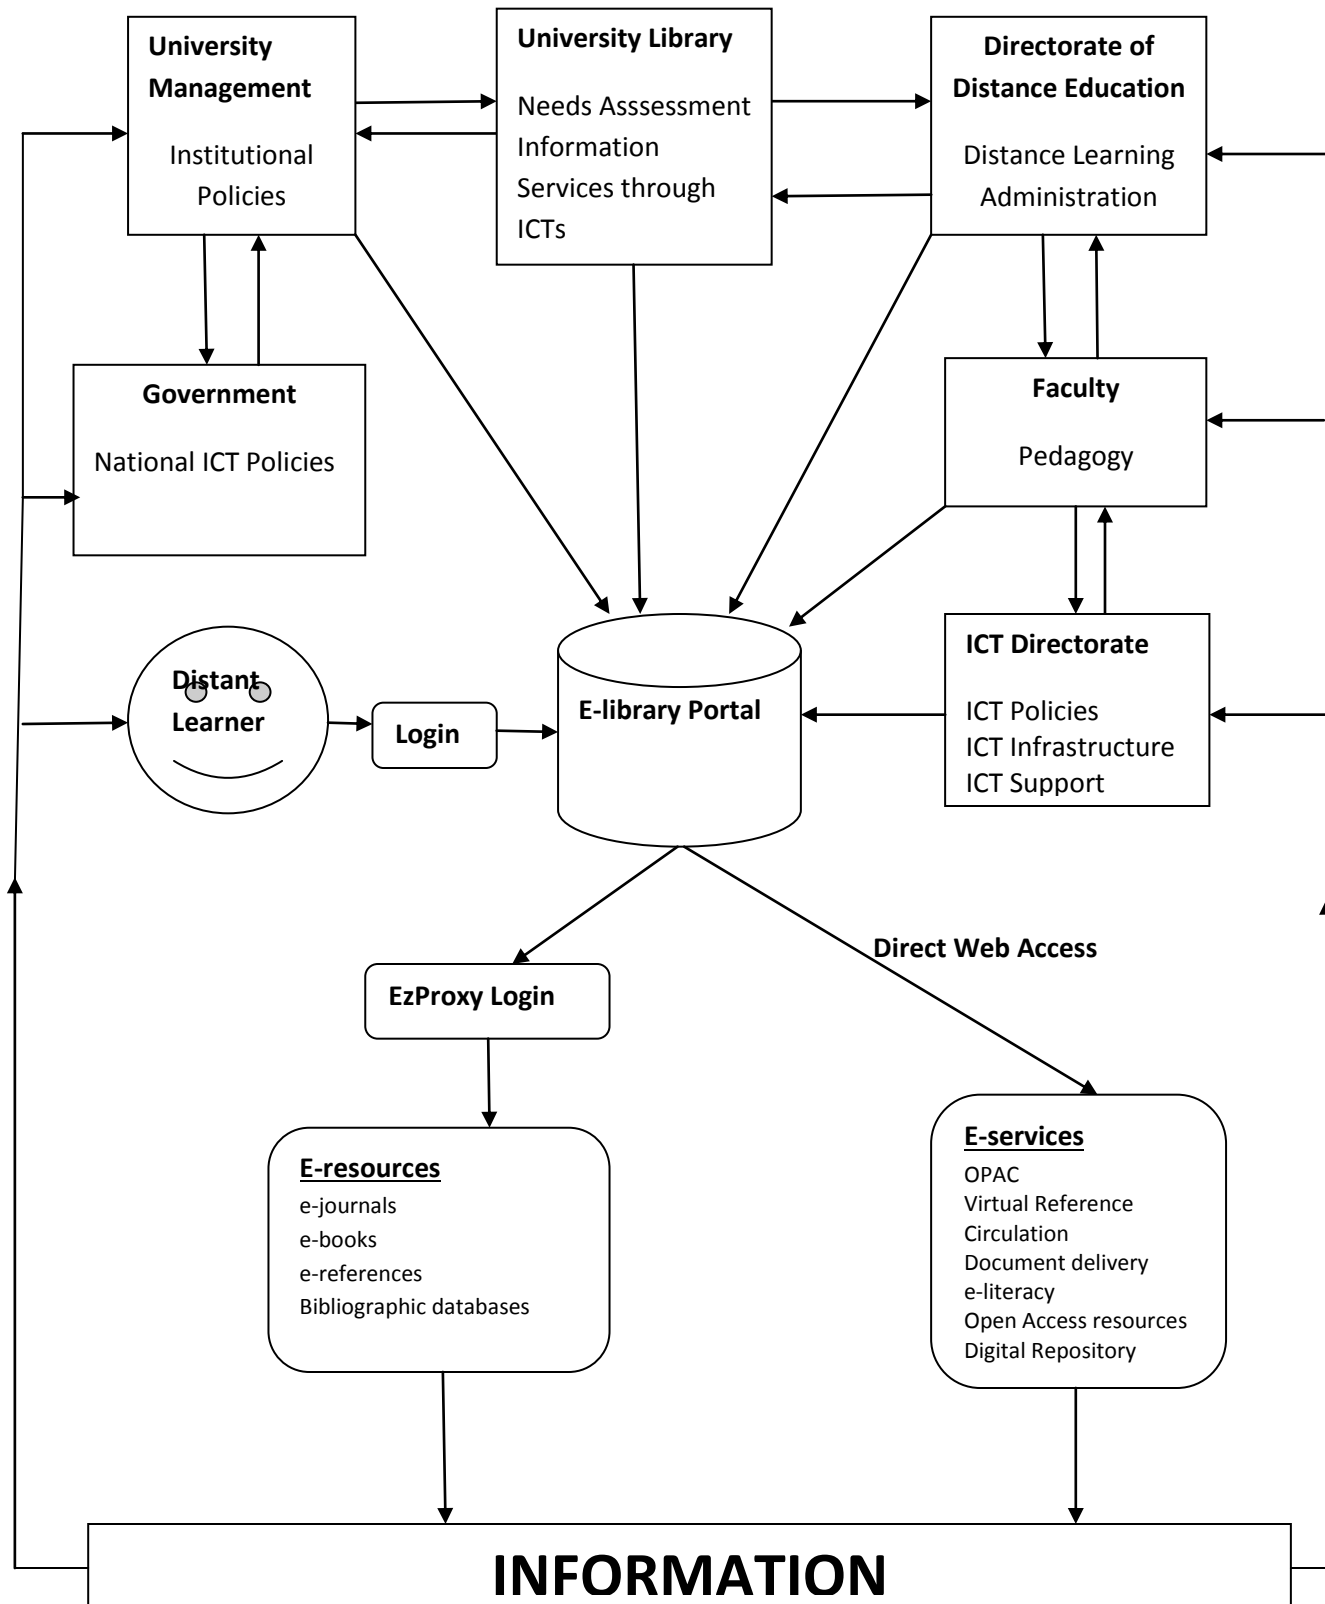 University
Management
Institutional
Policies
University Library
Needs Asssessment
Information
Services through
ICTs
Directorate of
Distance Education
Distance Learning
Administration
Government
National ICT Policies
Faculty
Pedagogy
Distant
Learner
Login
E-library Portal
ICT Directorate
ICT Policies
ICT Infrastructure
ICT Support
Direct Web Access
EzProxy Login
E-resources
e-journals
e-books
e-references
Bibliographic databases
E-services
OPAC
Virtual Reference
Circulation
Document delivery
e-literacy
Open Access resources
Digital Repository
INFORMATION